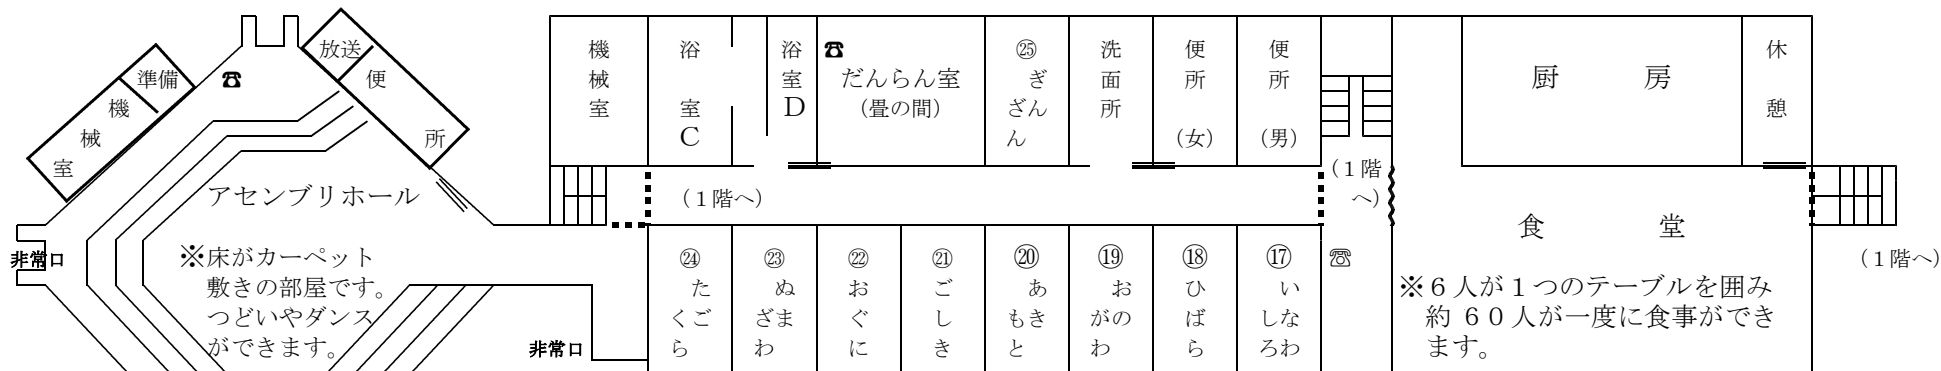 放送
便所
準備
機械室
☎
アセンブリホール
※床がカーペット
敷きの部屋です。
つどいやダンス
ができます。
非常口
非常口
機械室
浴室C
浴室D
☎
だんらん室
(畳の間)
㉕
ぎ
ざん
ん
洗面所
便所(女)
便所(男)
(1階へ)
(1階
へ)
(1階へ)
厨房
休憩
食堂
※6人が1つのテーブルを囲み
約 60人が一度に食事ができ
ます。
☎
㉔
た
くご
ら
㉓
ぬ
ざま
わ
㉒
お
ぐ
に
㉑
ご
し
き
⑳
あ
もき
と
⑲
お
がの
わ
⑱
ひ
ば
ら
⑰
い
しな
ろわ